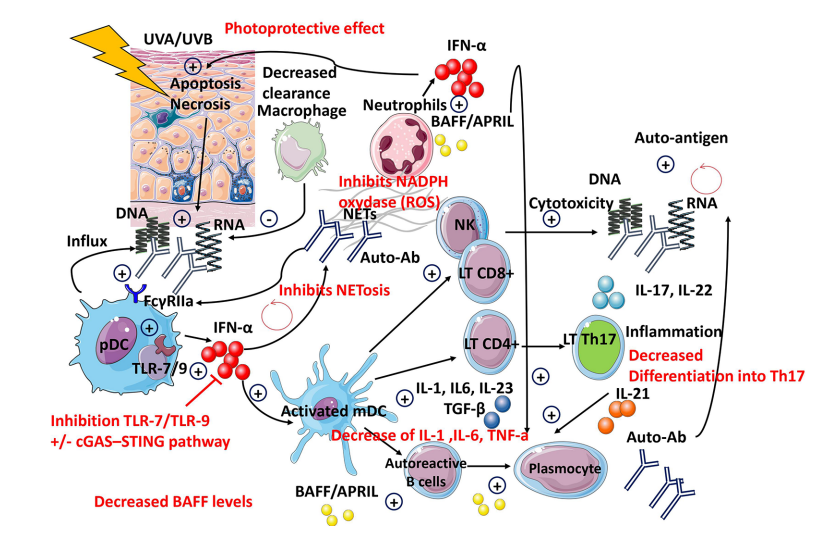 UVA/UVB
Photoprotective effect
IFN-α
Apoptosis
Necrosis
Decreased
clearance
Macrophage
Neutrophils
+
BAFF/APRIL
Auto-antigen
+
Inhibits NADPH
oxydase (ROS)
NETs
DNA
Cytotoxicity
+
RNA
DNA
+
RNA
-
Influx
Auto-Ab
NK
LT CD8+
+
+
FcγRIIa
Inhibits NETosis
IL-17, IL-22
+
pDC
TLR-7/9
+
IFN-α
LT CD4+
LT Th17
Inflammation
Decreased
Differentiation into Th17
+
Activated mDC
+
IL-1, IL6, IL-23
TGF-β
+
+
IL-21
Inhibition TLR-7/TLR-9
+/- cGAS–STING pathway
Decrease of IL-1 ,IL-6, TNF-a
Auto-Ab
Autoreactive
B cells
Plasmocyte
+
BAFF/APRIL
+
Decreased BAFF levels
+